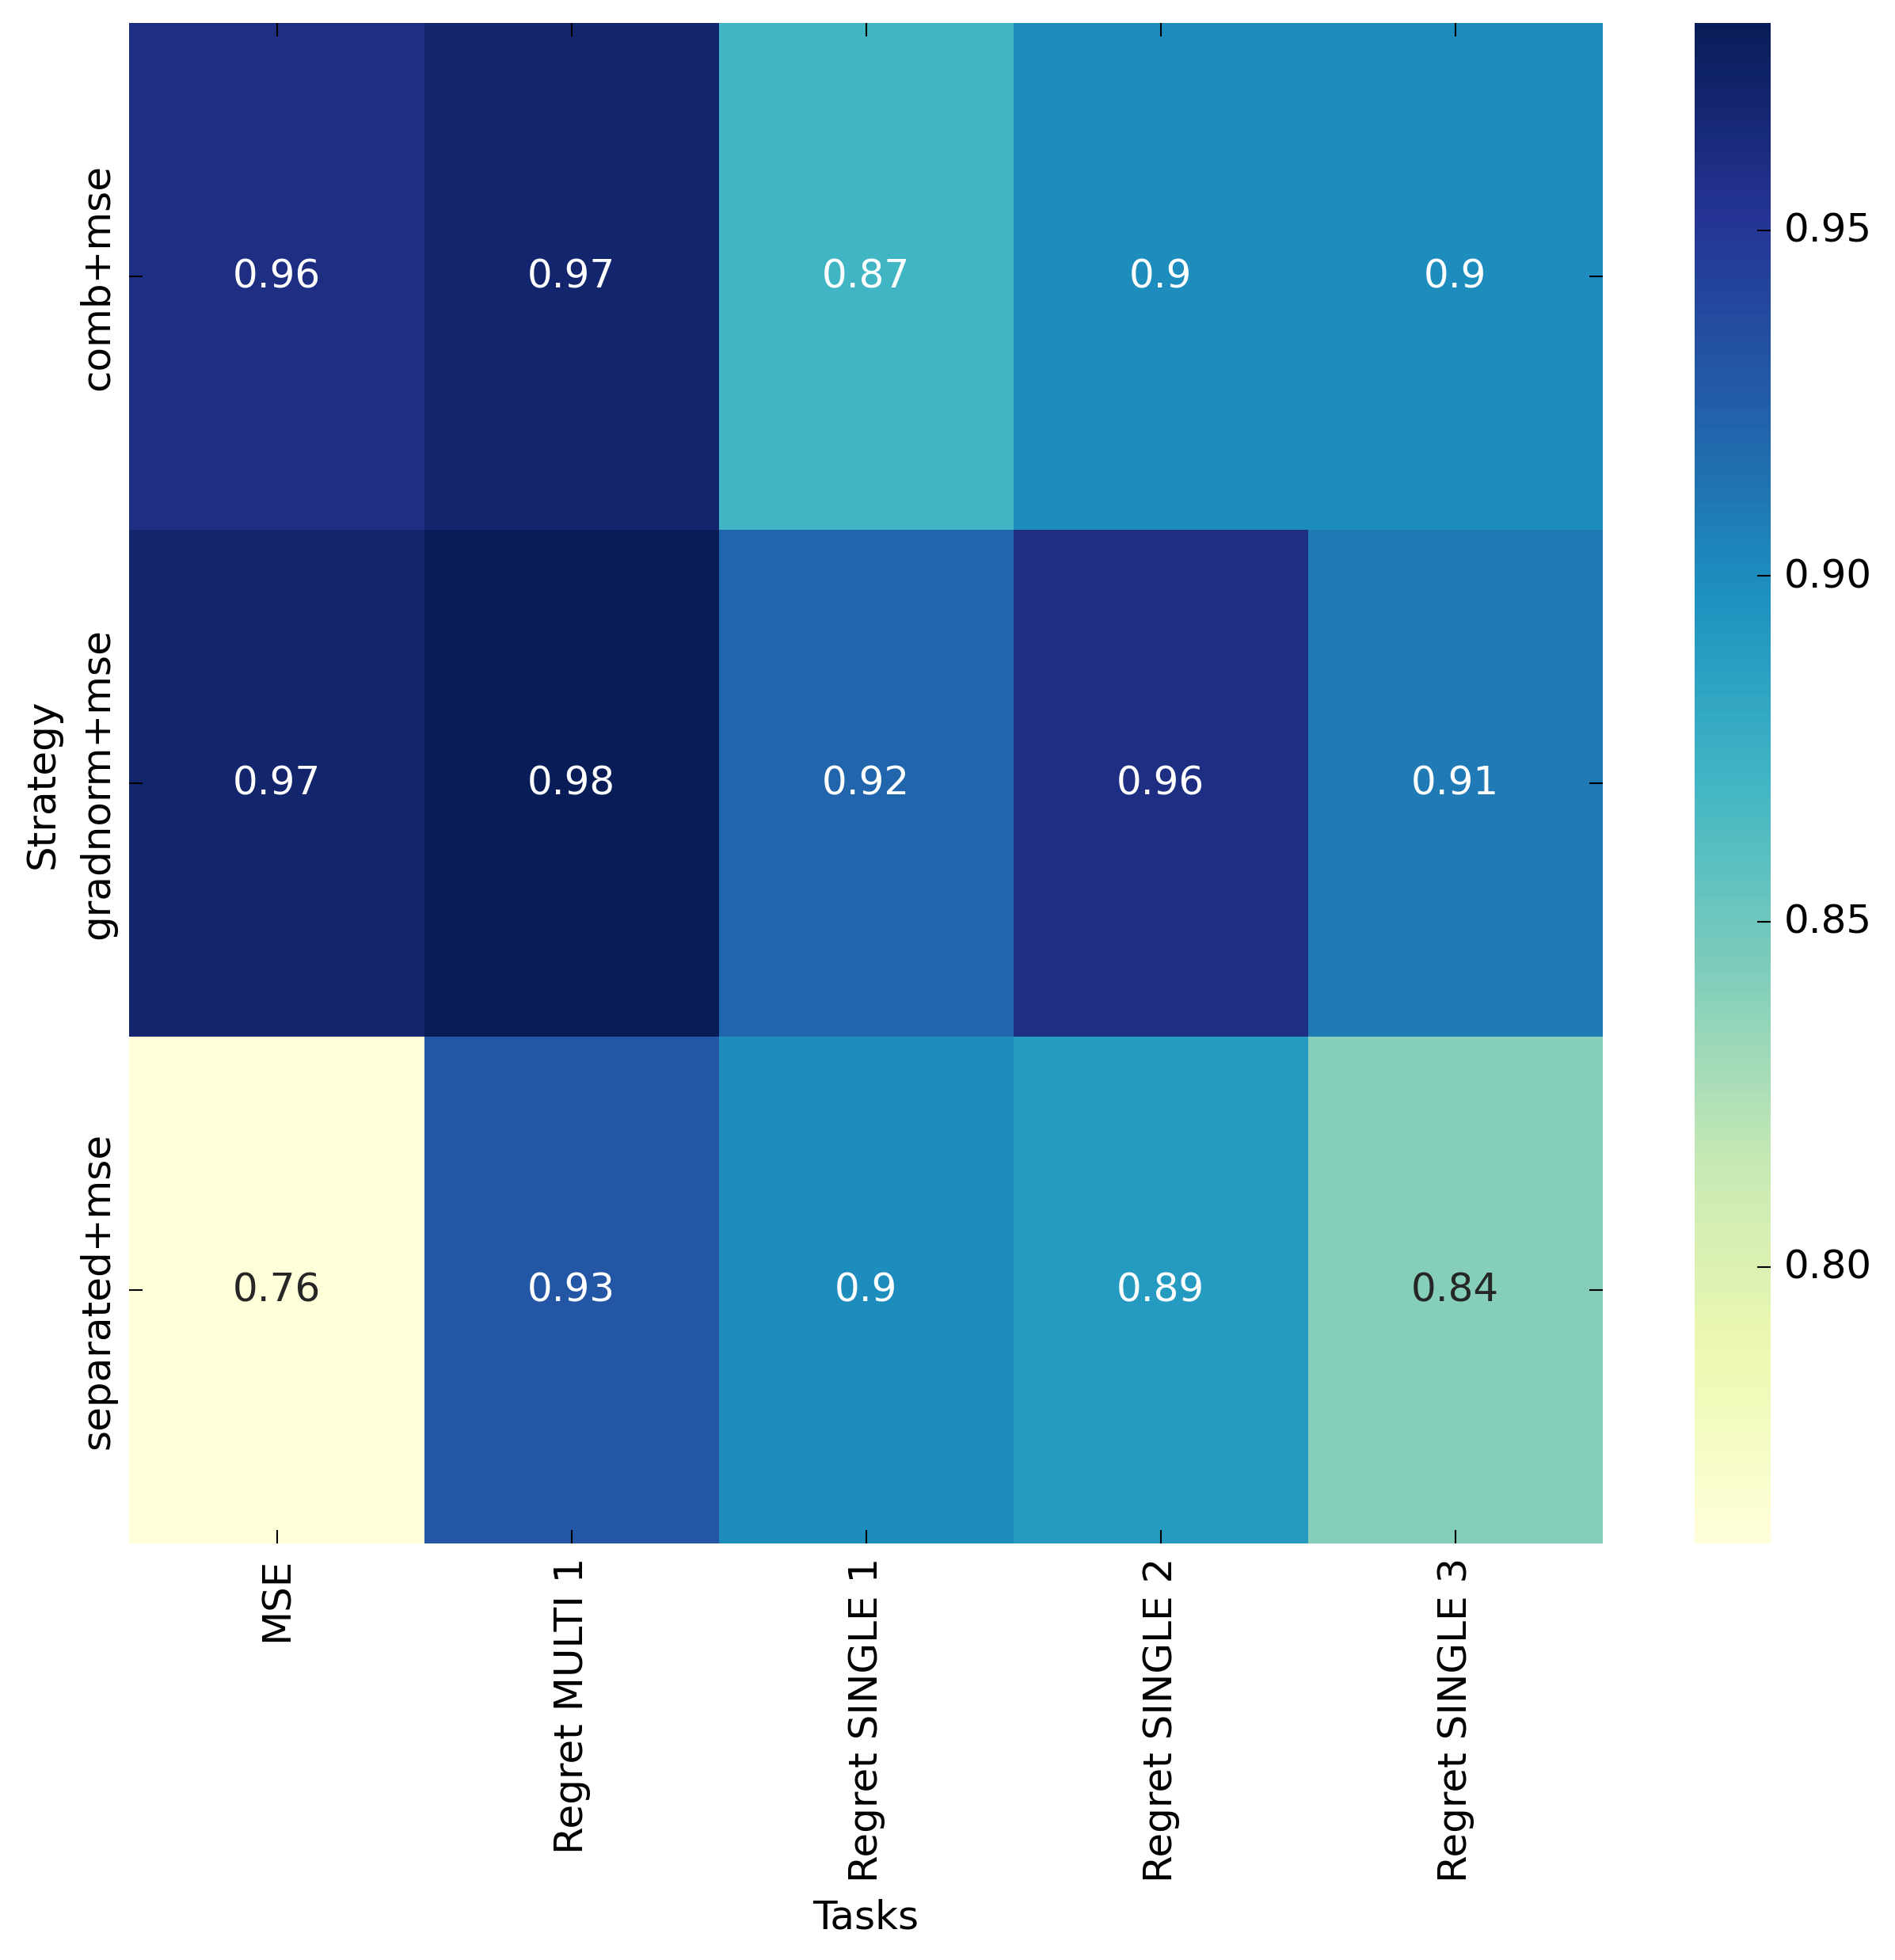 Strategy
comb+mse
gradnorm+mse
separated+mse
0.96 0.97 0.87 0.9 0.9
0.97 0.98 0.92 0.96 0.91
0.76 0.93 0.9 0.89 0.84
MSE
Regret MULTI 1
Regret SINGLE 1
Regret SINGLE 2
Regret SINGLE 3
Tasks
0.95
0.90
0.85
0.80